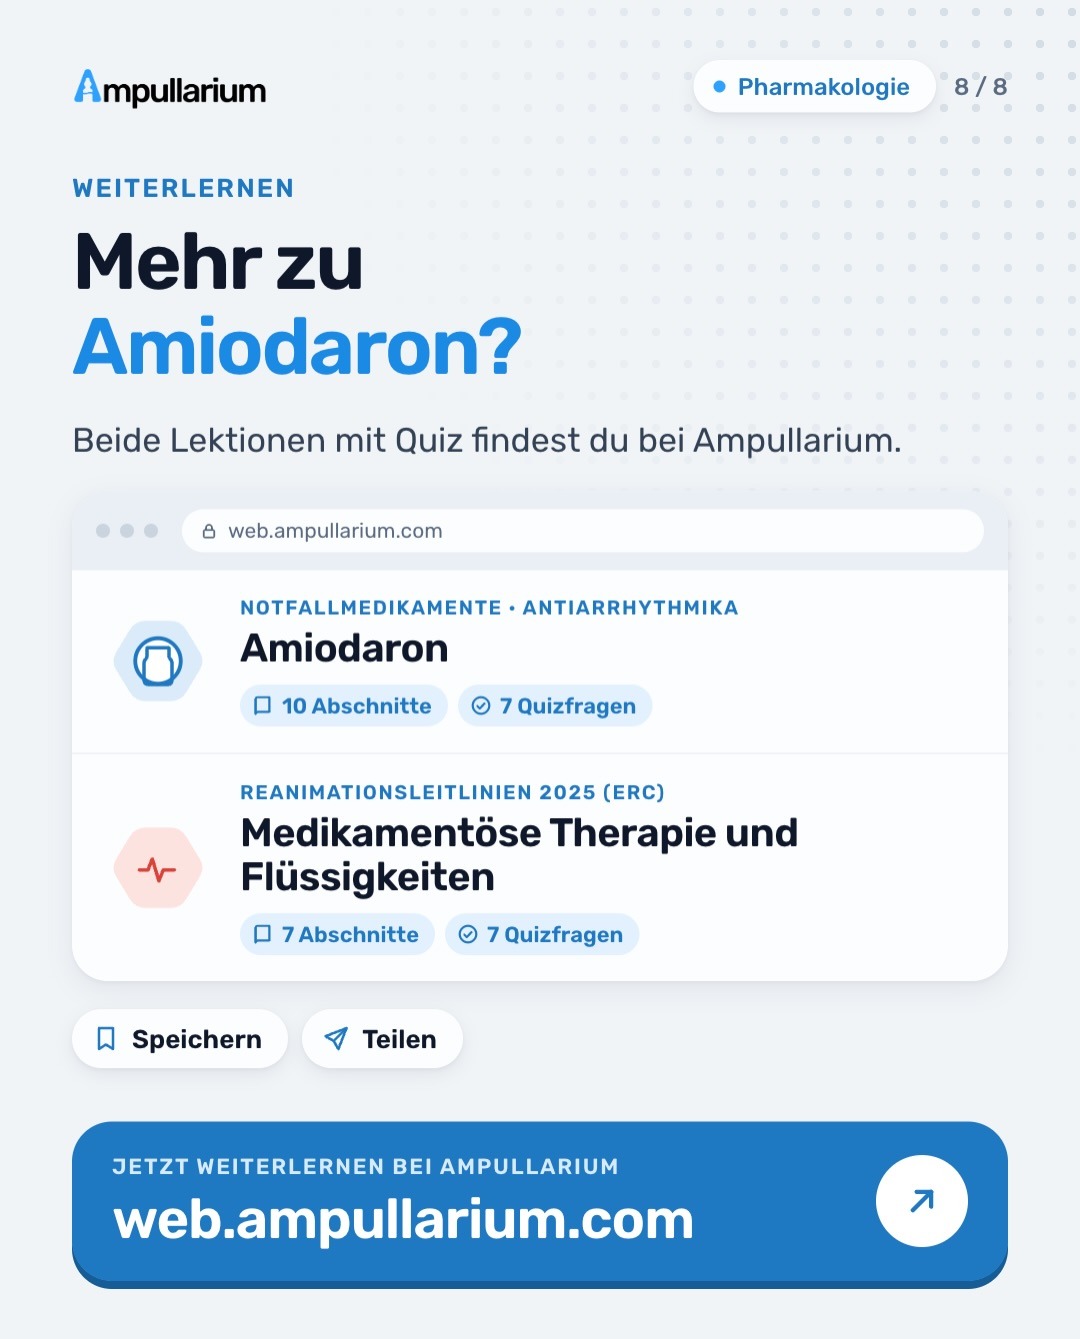 Ampullarium
Pharmakologie
8 / 8
WEITERLERNEN
Mehr zu
Amiodaron?
Beide Lektionen mit Quiz findest du bei Ampullarium.
web.ampullarium.com
NOTFALLMEDIKAMENTE · ANTIARRHYTHMIKA
Amiodaron
10 Abschnitte
7 Quizfragen
REANIMATIONSLEITLINIEN 2025 (ERC)
Medikamentöse Therapie und
Flüssigkeiten
7 Abschnitte
7 Quizfragen
Speichern
Teilen
JETZT WEITERLERNEN BEI AMPULLARIUM
web.ampullarium.com